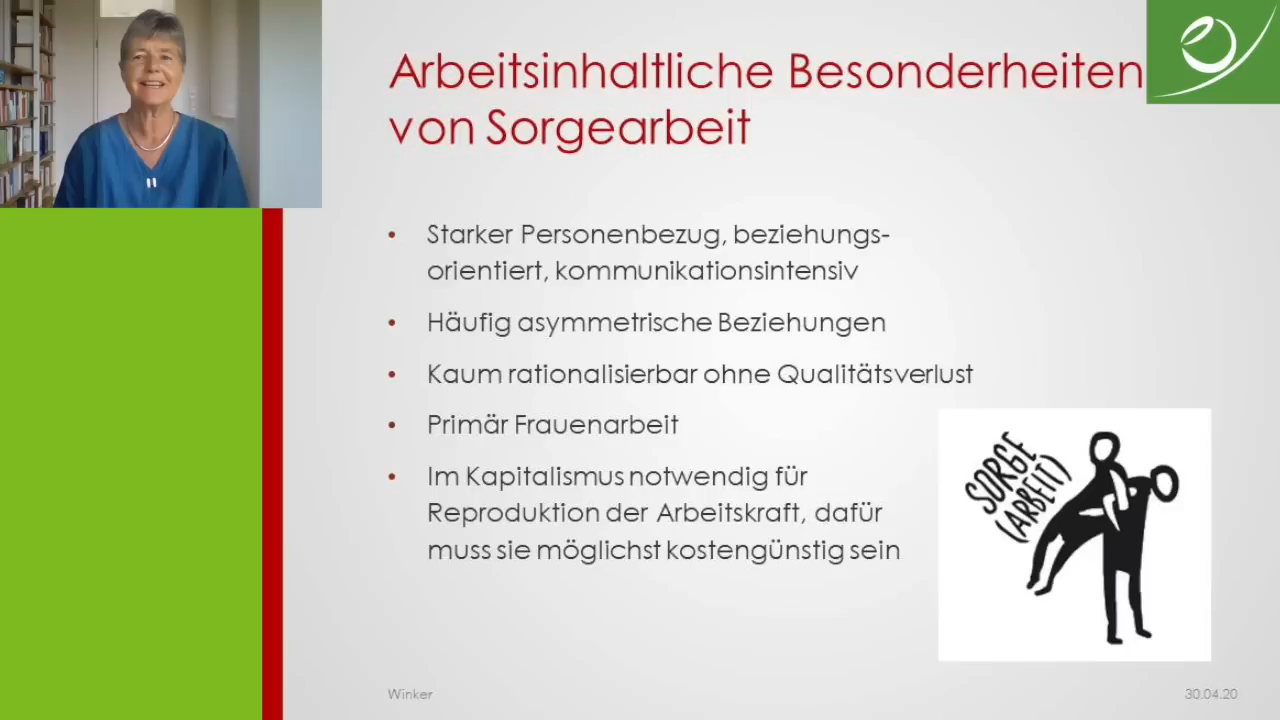 Arbeitsinhaltliche Besonderheiten
von Sorgearbeit
• Starker Personenbezug, beziehungs-
orientiert, kommunikationsintensiv
• Häufig asymmetrische Beziehungen
• Kaum rationalisierbar ohne Qualitätsverlust
• Primär Frauenarbeit
• Im Kapitalismus notwendig für
Reproduktion der Arbeitskraft, dafür
muss sie möglichst kostengünstig sein
SORGE
(ARBEIT)
Winker
30.04.20